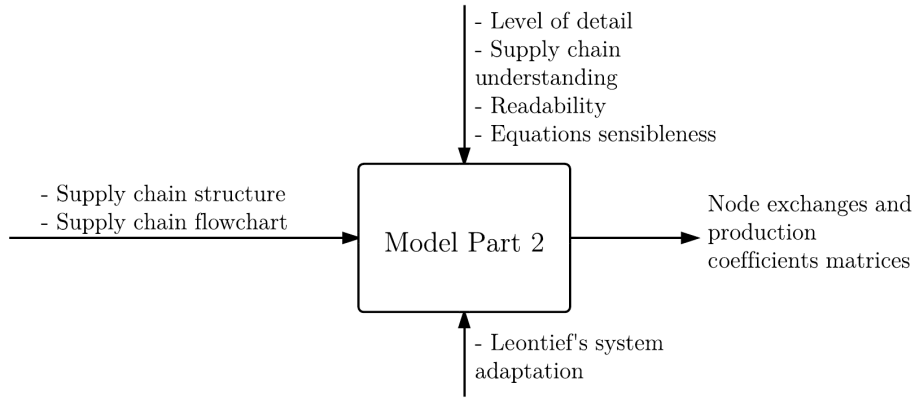 - Level of detail
- Supply chain
understanding
- Readability
- Equations sensibleness
- Supply chain structure
- Supply chain flowchart
Model Part 2
Node exchanges and
production
coefficients matrices
- Leontief's system
adaptation